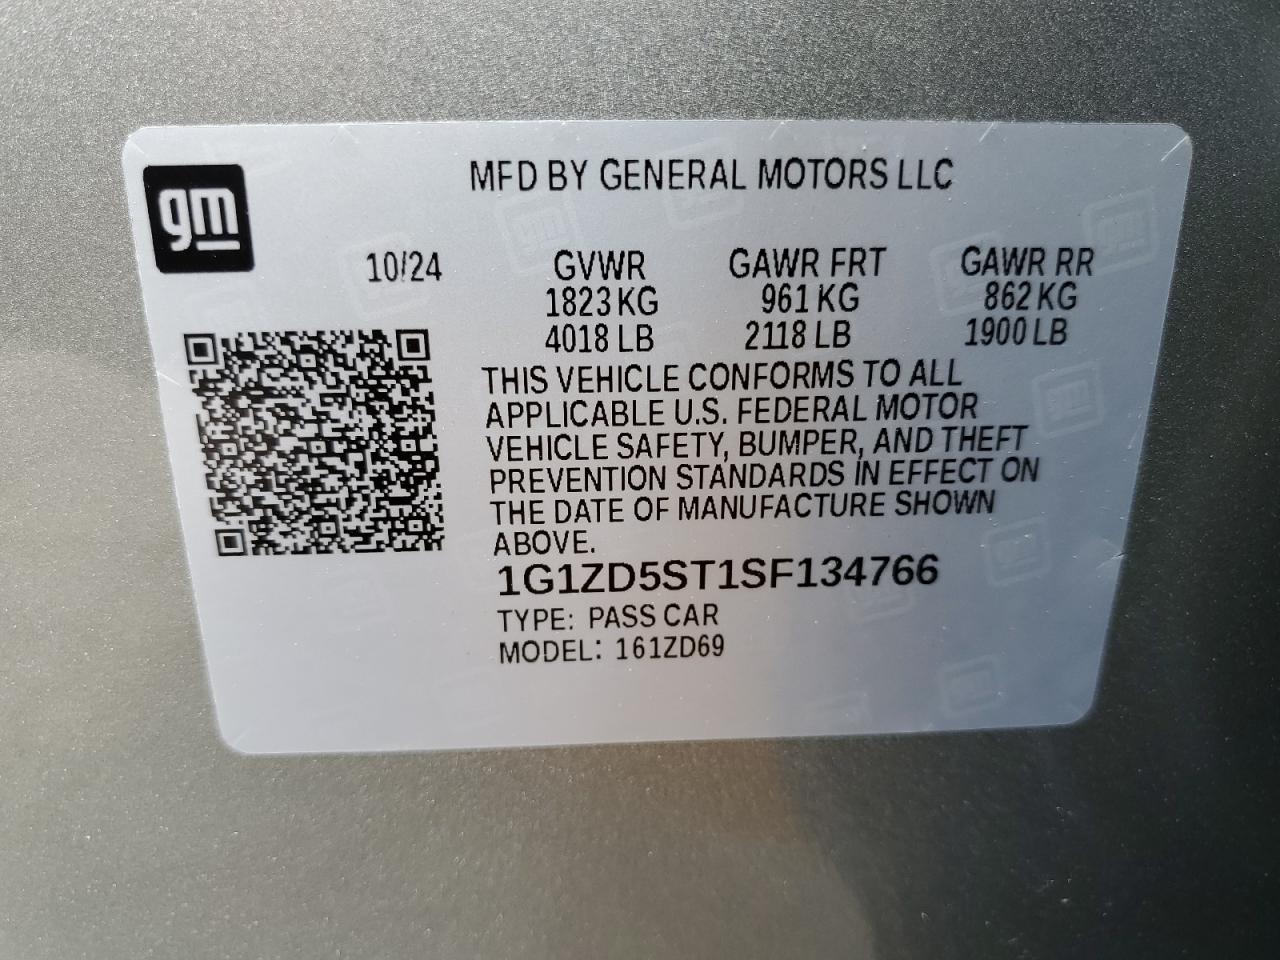 MFD BY GENERAL MOTORS LLC
gm
10/24 GVWR GAWR FRT GAWR RR
1823 KG 961 KG 862 KG
4018 LB 2118 LB 1900 LB
THIS VEHICLE CONFORMS TO ALL
APPLICABLE U.S. FEDERAL MOTOR
VEHICLE SAFETY, BUMPER, AND THEFT
PREVENTION STANDARDS IN EFFECT ON
THE DATE OF MANUFACTURE SHOWN
ABOVE.
1G1ZD5ST1SF134766
TYPE: PASS CAR
MODEL: 161ZD69